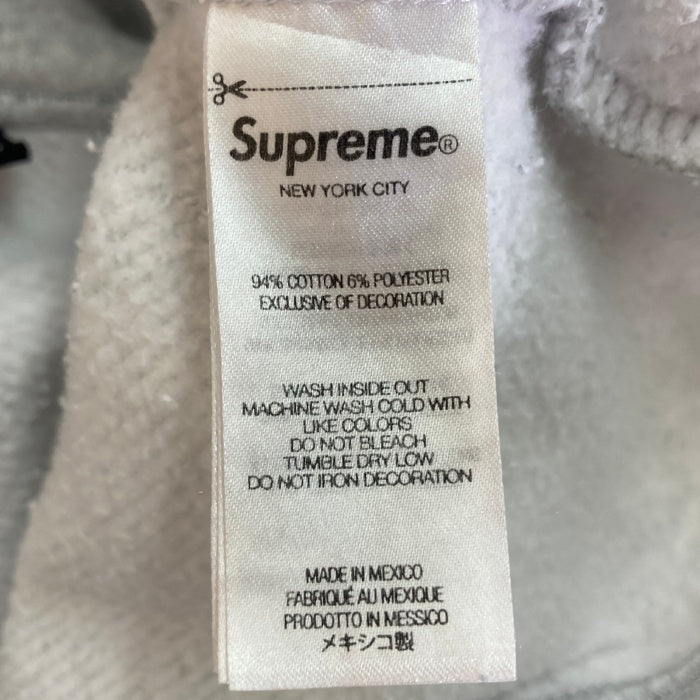 Supreme®
NEW YORK CITY
94% COTTON 6% POLYESTER
EXCLUSIVE OF DECORATION
WASH INSIDE OUT
MACHINE WASH COLD WITH
LIKE COLORS
DO NOT BLEACH
TUMBLE DRY LOW
DO NOT IRON DECORATION
MADE IN MEXICO
FABRIQUÉ AU MEXIQUE
PRODOTTO IN MESSICO
メキシコ製